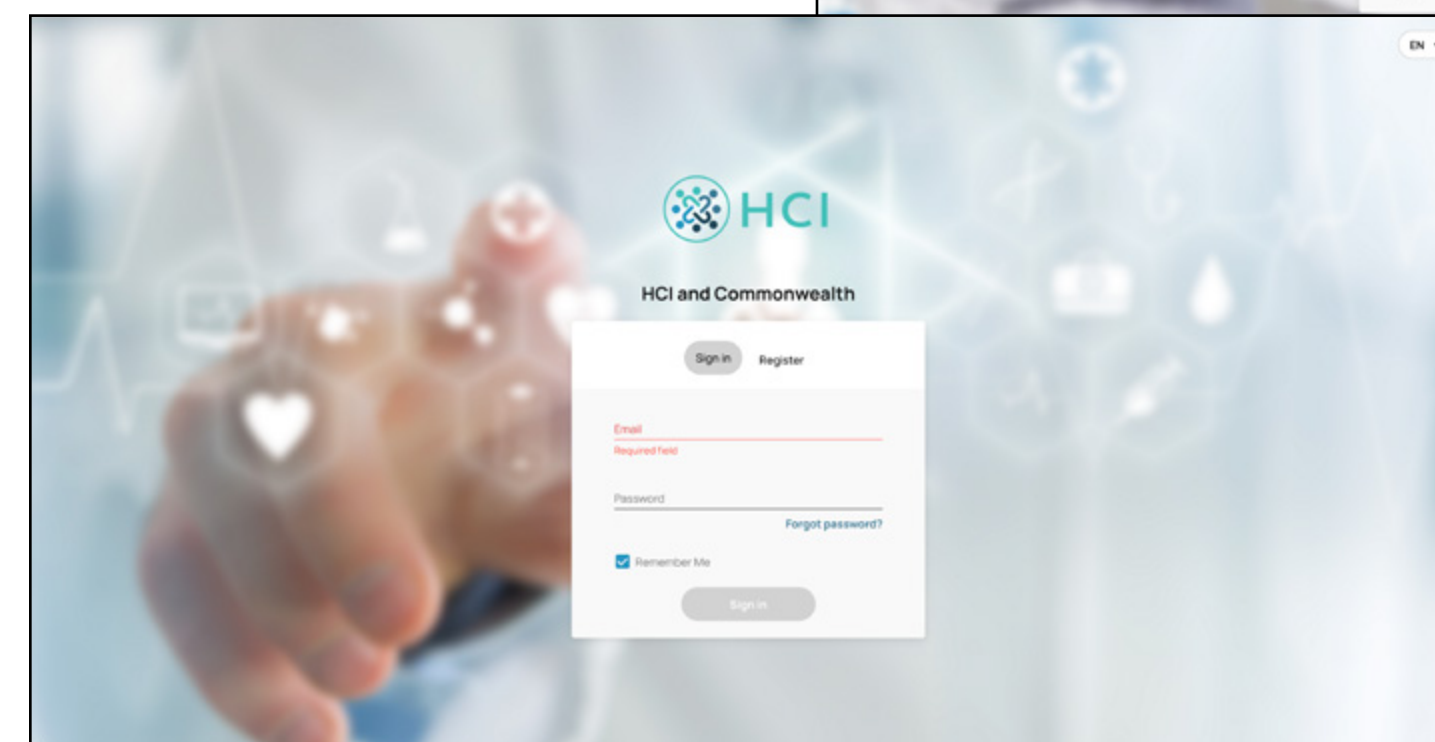 EN
HCI
HCI and Commonwealth
Sign in Register
Email
Required field
Password
Forgot password?
Remember Me
Sign in